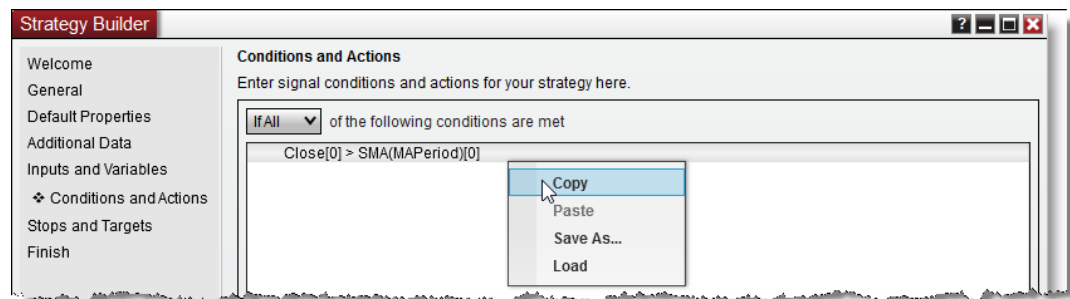 Strategy Builder
?
Welcome
General
Default Properties
Additional Data
Inputs and Variables
❖ Conditions and Actions
Stops and Targets
Finish
Conditions and Actions
Enter signal conditions and actions for your strategy here.
If All of the following conditions are met
Close[0] > SMA(MAPeriod)[0]
Copy
Paste
Save As...
Load